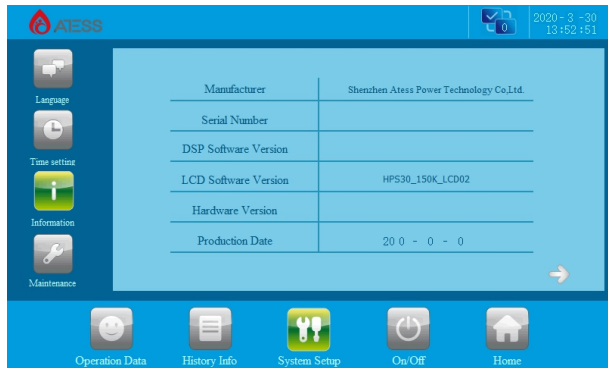 ATESS
0
2020-3 -30
13:52:51
Language
Time setting
Information
Maintenance
Manufacturer Shenzhen Atess Power Technology Co,Ltd.
Serial Number
DSP Software Version
LCD Software Version HPS30_150K_LCD02
Hardware Version
Production Date 20 0 - 0 - 0
Operation Data History Info System Setup On/Off Home